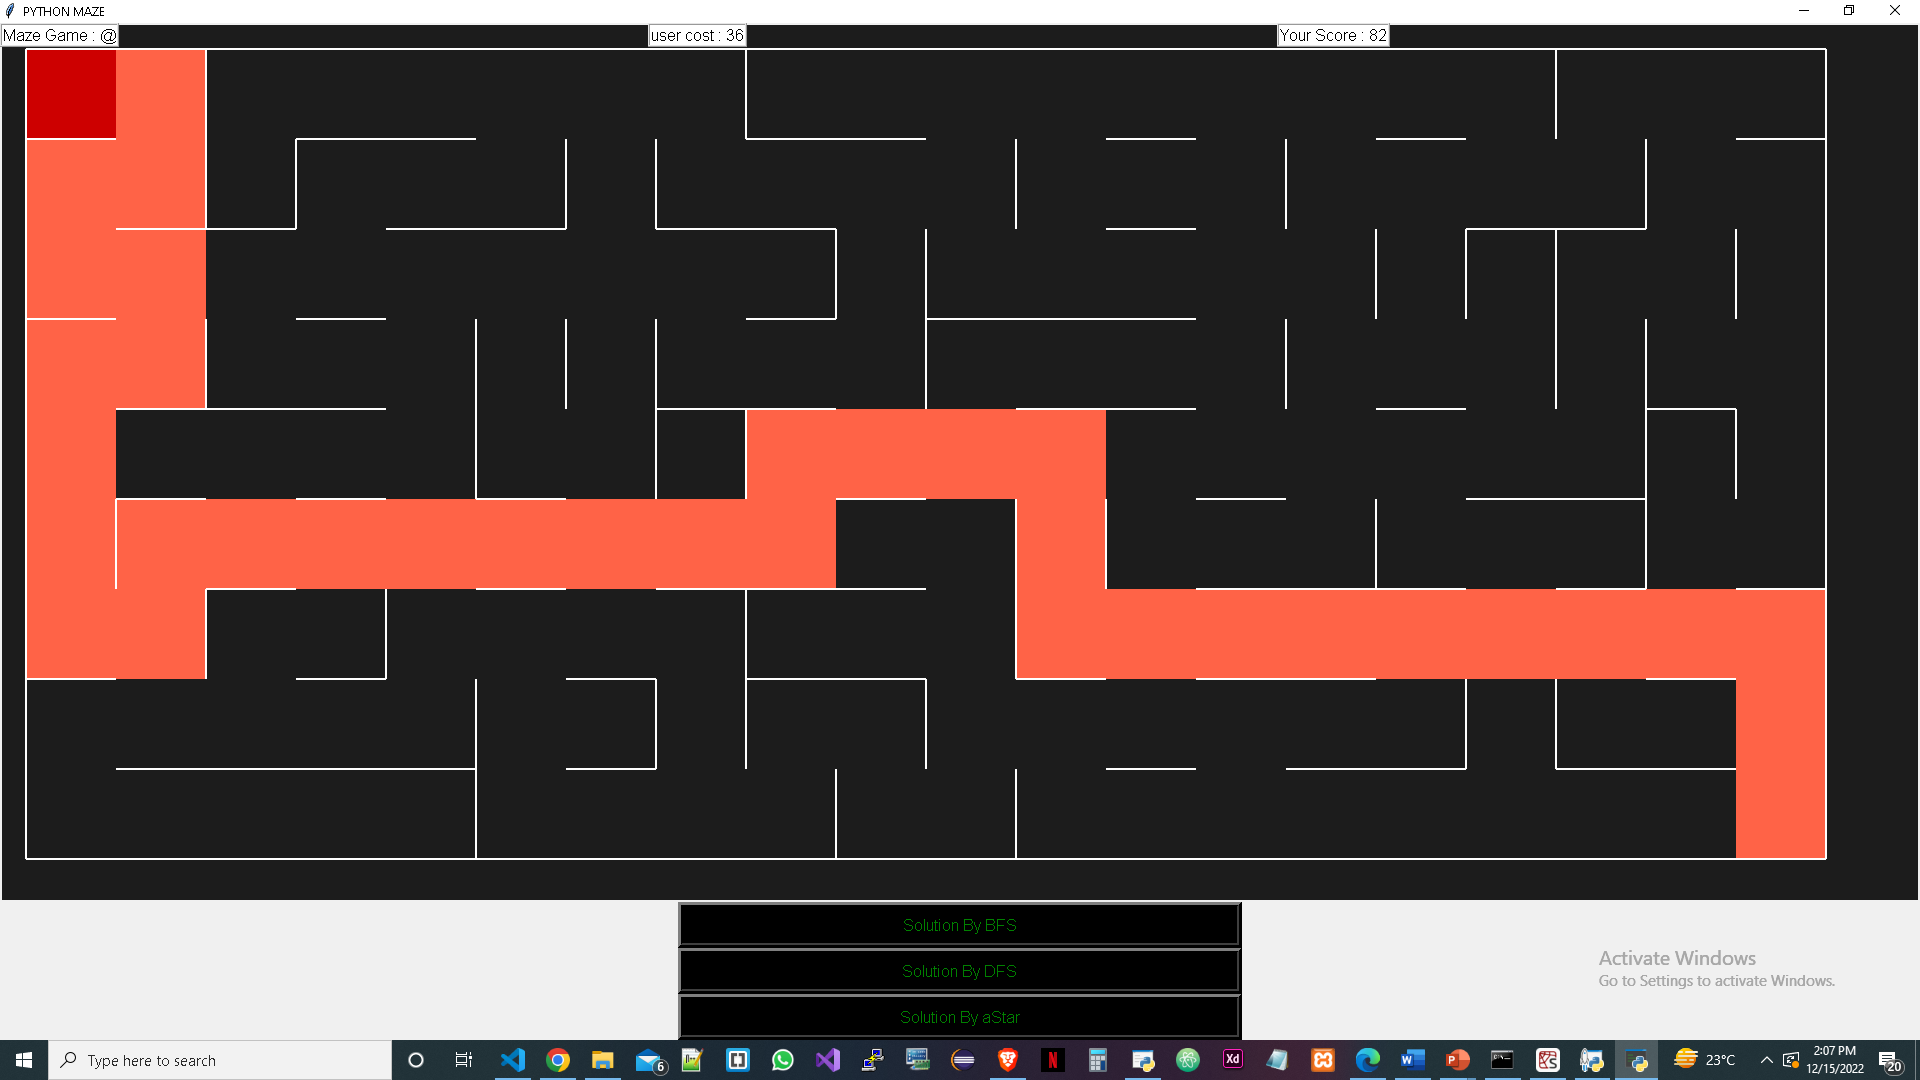 PYTHON MAZE
Maze Game : @
user cost : 36
Your Score : 82
Solution By BFS
Solution By DFS
Solution By aStar
Activate Windows
Go to Settings to activate Windows.
Type here to search
6
N
Xd
W
P
23°C
2:07 PM
12/15/2022
20